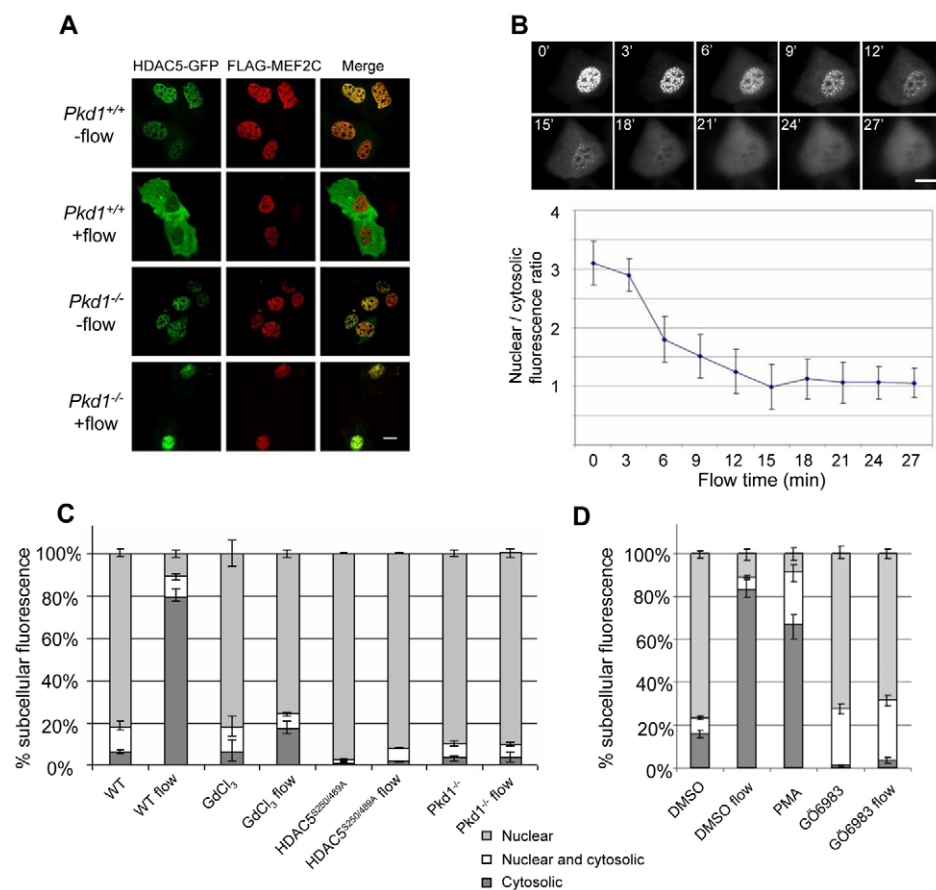 A
HDAC5-GFP FLAG-MEF2C Merge
Pkd1+/+
-flow
Pkd1+/+
+flow
Pkd1-/-
-flow
Pkd1-/-
+flow
B
0' 3' 6' 9' 12'
15' 18' 21' 24' 27'
Nuclear / cytosolic
fluorescence ratio
4
3
2
1
0 3 6 9 12 15 18 21 24 27
Flow time (min)
C
% subcellular fluorescence
100%
80%
60%
40%
20%
0%
WT
WT flow
GdCl3
GdCl3 flow
HDAC5S250/489A
HDAC5S250/489A flow
Pkd1-/-
Pkd1-/- flow
D
% subcellular fluorescence
100%
80%
60%
40%
20%
0%
DMSO
DMSO flow
PMA
GÖ6983
GÖ6983 flow
Nuclear
Nuclear and cytosolic
Cytosolic